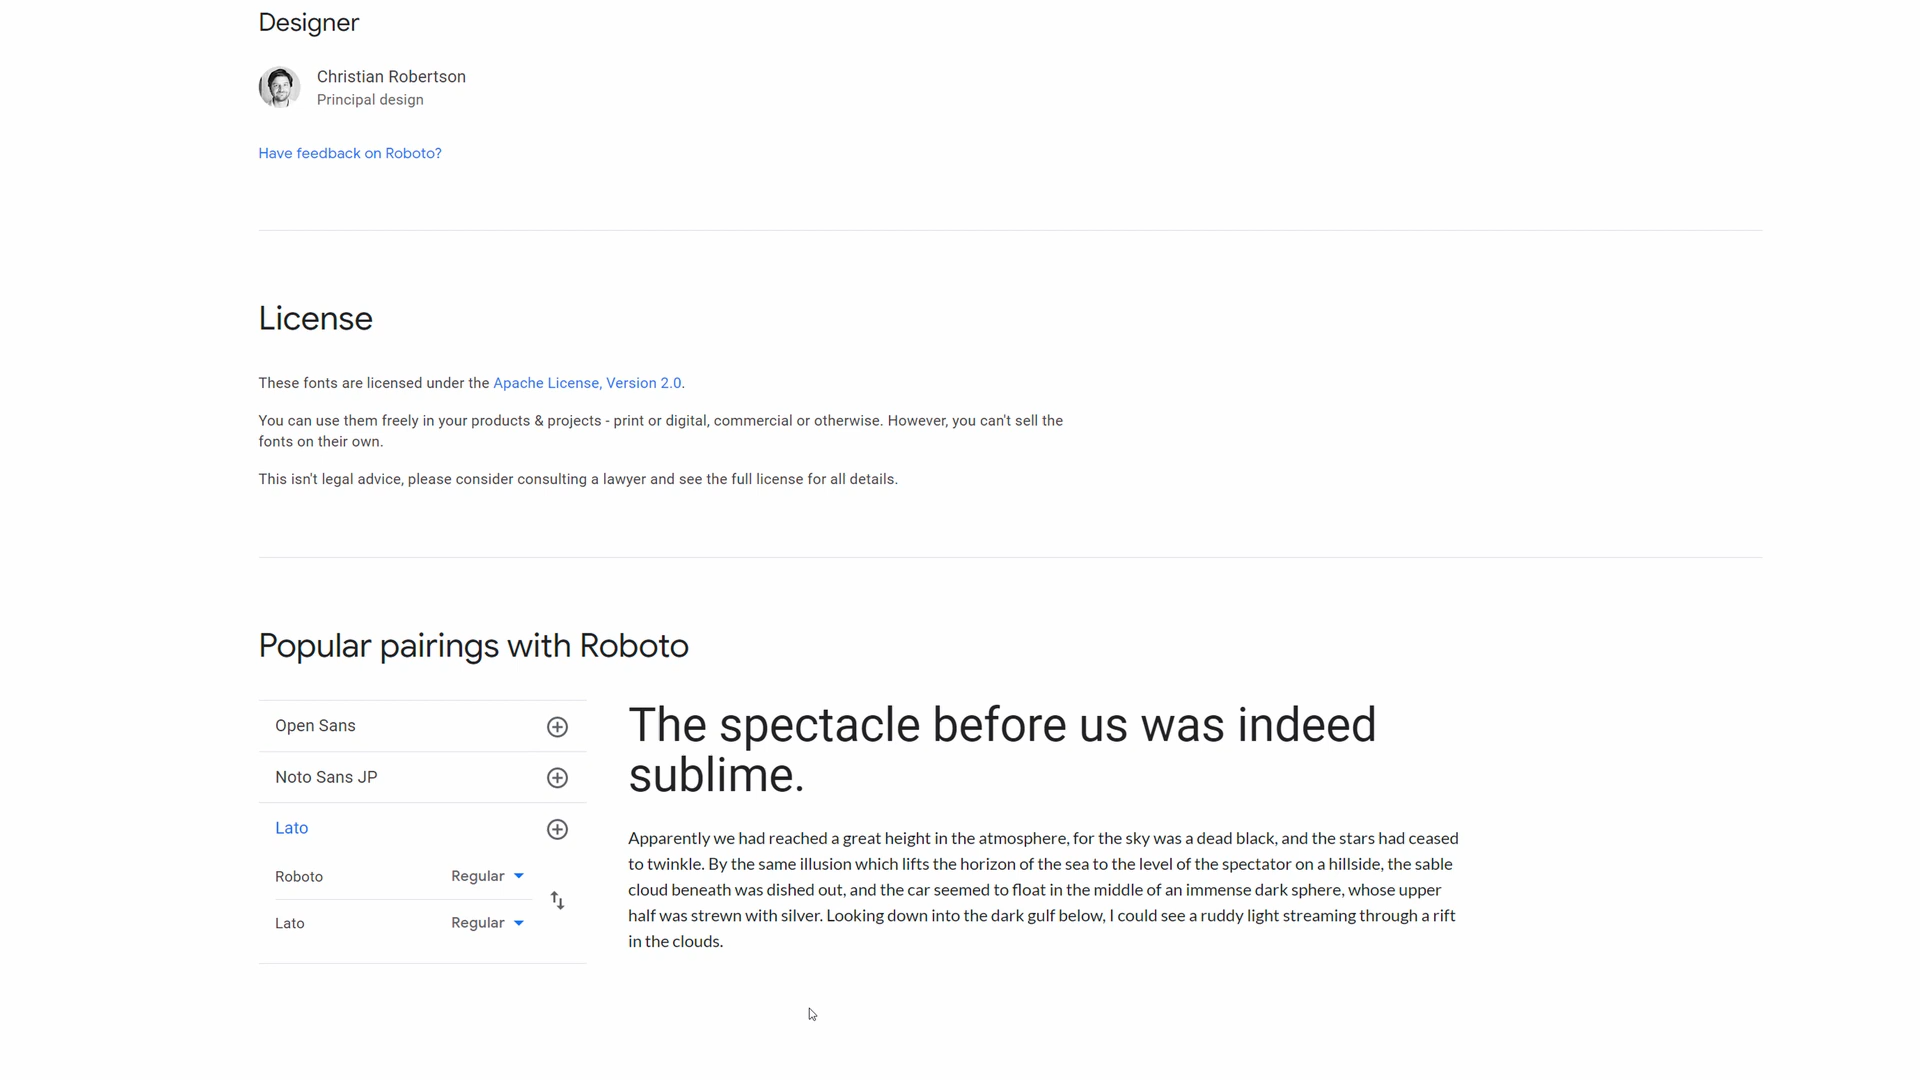 Designer
Christian Robertson
Principal design
Have feedback on Roboto?
License
These fonts are licensed under the Apache License, Version 2.0.
You can use them freely in your products & projects - print or digital, commercial or otherwise. However, you can't sell the
fonts on their own.
This isn't legal advice, please consider consulting a lawyer and see the full license for all details.
Popular pairings with Roboto
Open Sans
Noto Sans JP
Lato
Roboto Regular
Lato Regular
The spectacle before us was indeed
sublime.
Apparently we had reached a great height in the atmosphere, for the sky was a dead black, and the stars had ceased
to twinkle. By the same illusion which lifts the horizon of the sea to the level of the spectator on a hillside, the sable
cloud beneath was dished out, and the car seemed to float in the middle of an immense dark sphere, whose upper
half was strewn with silver. Looking down into the dark gulf below, I could see a ruddy light streaming through a rift
in the clouds.